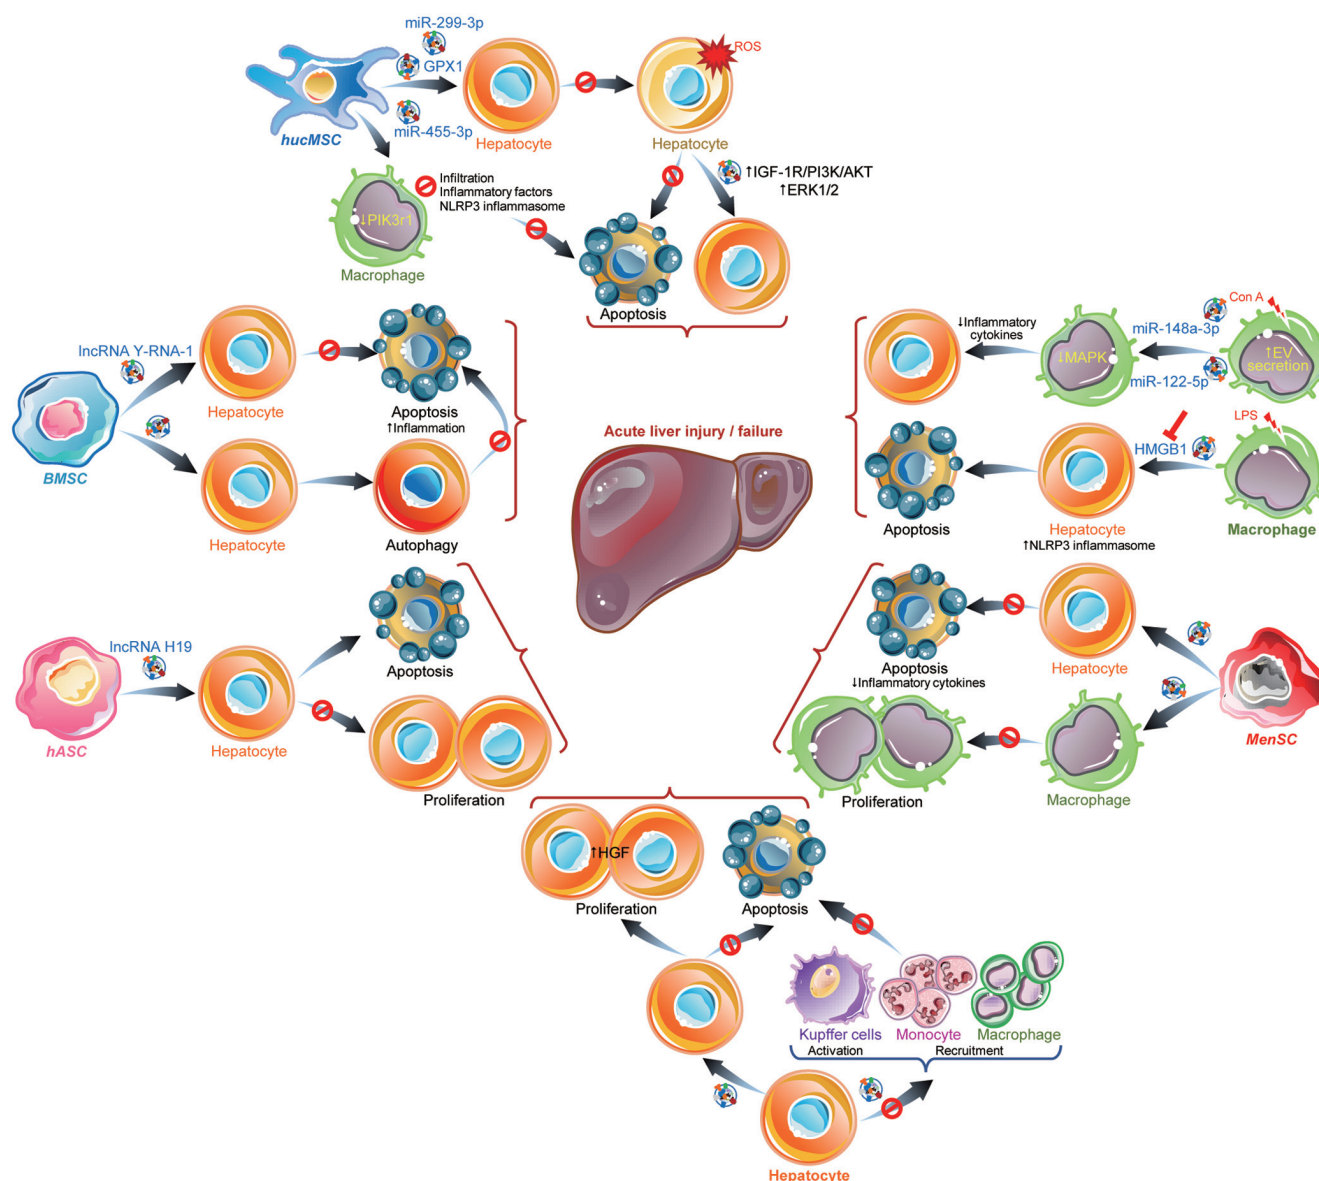 miR-299-3p
GPX1
miR-455-3p
hucMSC
Hepatocyte
ROS
Hepatocyte
Infiltration
Inflammatory factors
NLRP3 inflammasome
↓PIK3r1
Macrophage
↑IGF-1R/PI3K/AKT
↑ERK1/2
Apoptosis
lncRNA Y-RNA-1
BMSC
Hepatocyte
Apoptosis
↑Inflammation
Hepatocyte
Autophagy
Acute liver injury / failure
↓Inflammatory
cytokines
↓MAPK
miR-148a-3p
miR-122-5p
Con A
↑EV
secretion
Apoptosis
HMGB1
LPS
Hepatocyte
↑NLRP3 inflammasome
Macrophage
lncRNA H19
hASC
Hepatocyte
Apoptosis
Proliferation
Apoptosis
↓Inflammatory cytokines
Hepatocyte
MenSC
Proliferation
Macrophage
↑HGF
Proliferation
Apoptosis
Kupffer cells
Monocyte
Macrophage
Activation
Recruitment
Hepatocyte